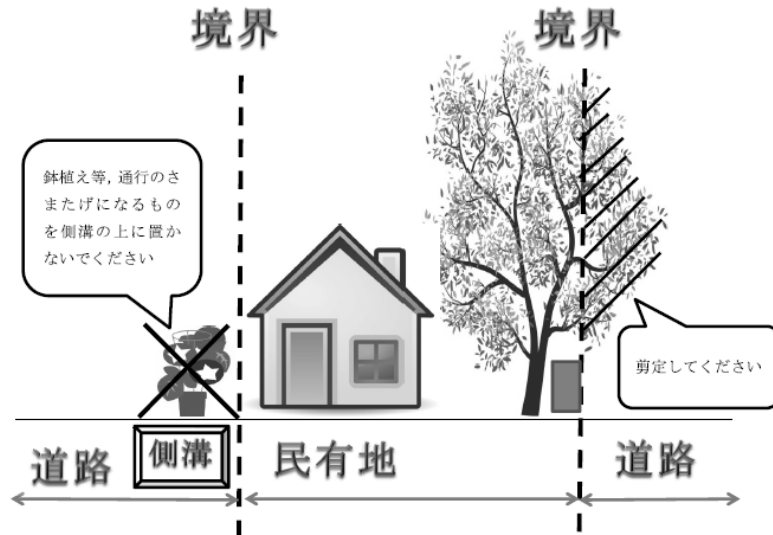 境界
境界
鉢植え等，通行のさ
またげになるもの
を側溝の上に置か
ないでください
剪定してください
道路
側溝
民有地
道路